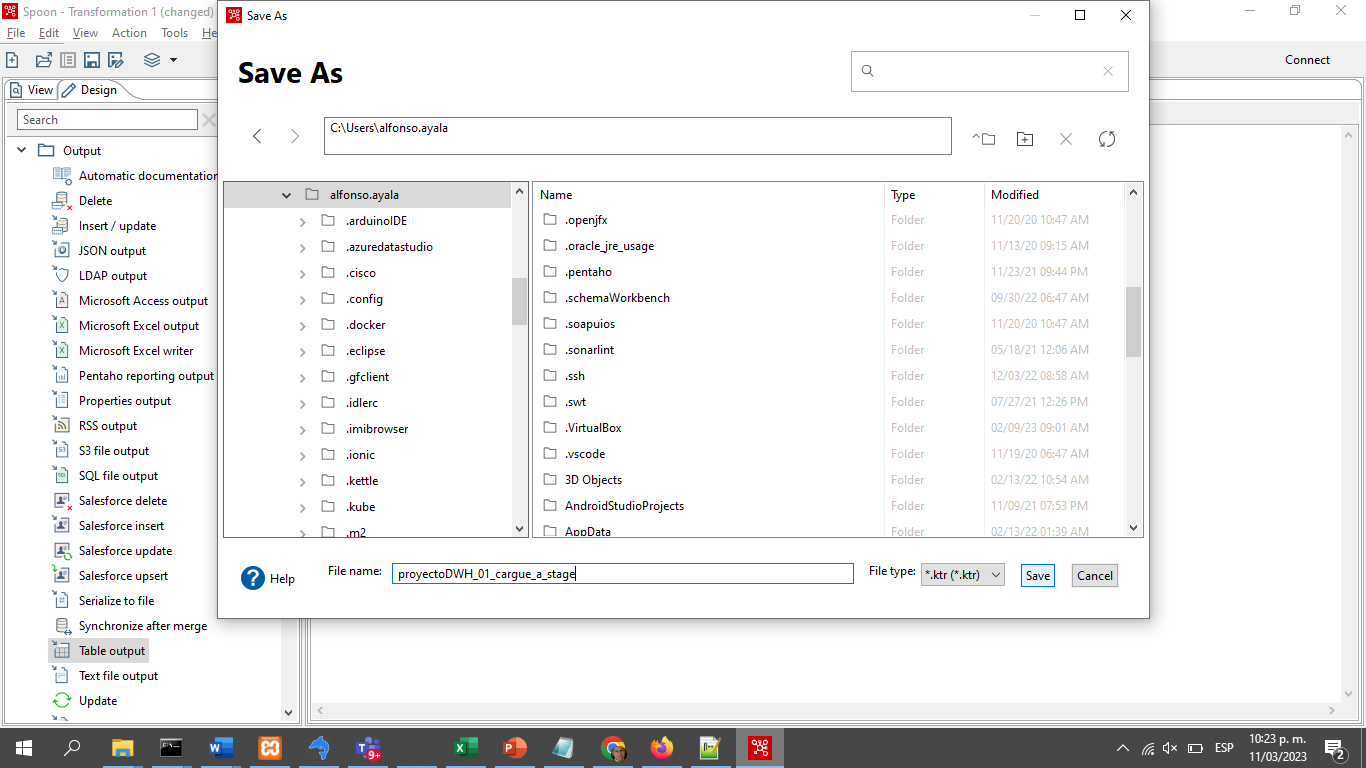 Spoon - Transformation 1 (changed)
File Edit View Action Tools He
Connect
View Design
Search
Output
Automatic documentation
Delete
Insert / update
JSON output
LDAP output
Microsoft Access output
Microsoft Excel output
Microsoft Excel writer
Pentaho reporting output
Properties output
RSS output
S3 file output
SQL file output
Salesforce delete
Salesforce insert
Salesforce update
Salesforce upsert
Serialize to file
Synchronize after merge
Table output
Text file output
Update
Save As
Save As
C:\Users\alfonso.ayala
alfonso.ayala
.arduinoIDE
.azuredatastudio
.cisco
.config
.docker
.eclipse
.gfclient
.idlerc
.imibrowser
.ionic
.kettle
.kube
.m2
Name Type Modified
.openjfx Folder 11/20/20 10:47 AM
.oracle_jre_usage Folder 11/13/20 09:15 AM
.pentaho Folder 11/23/21 09:44 PM
.schemaWorkbench Folder 09/30/22 06:47 AM
.soapuios Folder 11/20/20 10:47 AM
.sonarlint Folder 05/18/21 12:06 AM
.ssh Folder 12/03/22 08:58 AM
.swt Folder 07/27/21 12:26 PM
.VirtualBox Folder 02/09/23 09:01 AM
.vscode Folder 11/19/20 06:47 AM
3D Objects Folder 02/13/22 10:54 AM
AndroidStudioProjects Folder 11/09/21 07:53 PM
AppData Folder 02/13/22 01:39 AM
Help
File name: proyectoDWH_01_cargue_a_stage
File type: *.ktr (*.ktr)
Save Cancel
9+
ESP
10:23 p. m.
11/03/2023
2